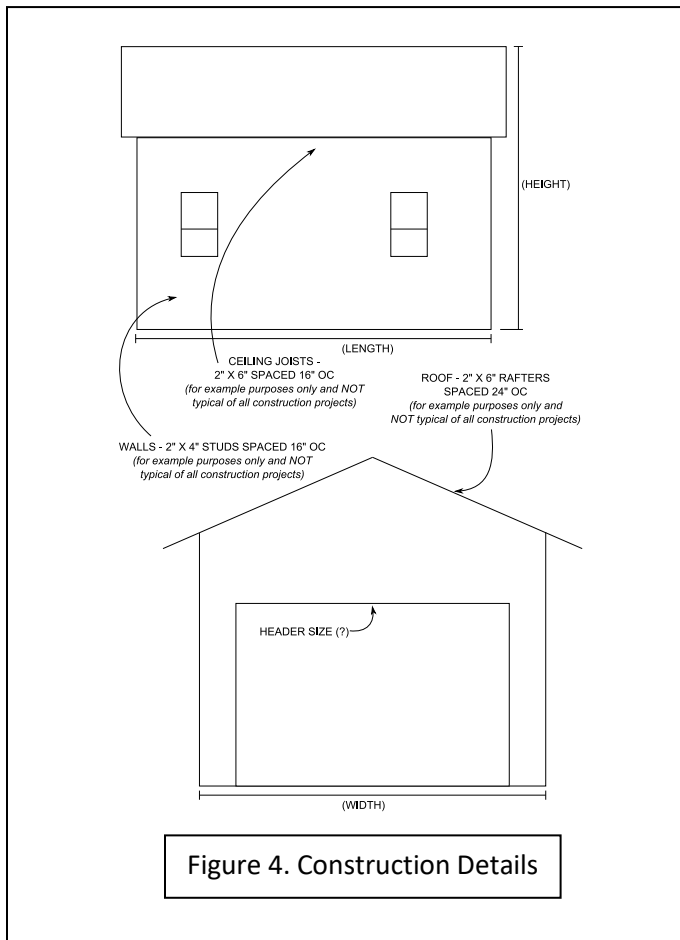 (HEIGHT)
(LENGTH)
CEILING JOISTS -
2" X 6" SPACED 16" OC
(for example purposes only and NOT
typical of all construction projects)
ROOF - 2" X 6" RAFTERS
SPACED 24" OC
(for example purposes only and
NOT typical of all construction projects)
WALLS - 2" X 4" STUDS SPACED 16" OC
(for example purposes only and NOT
typical of all construction projects)
HEADER SIZE (?)
(WIDTH)
Figure 4. Construction Details